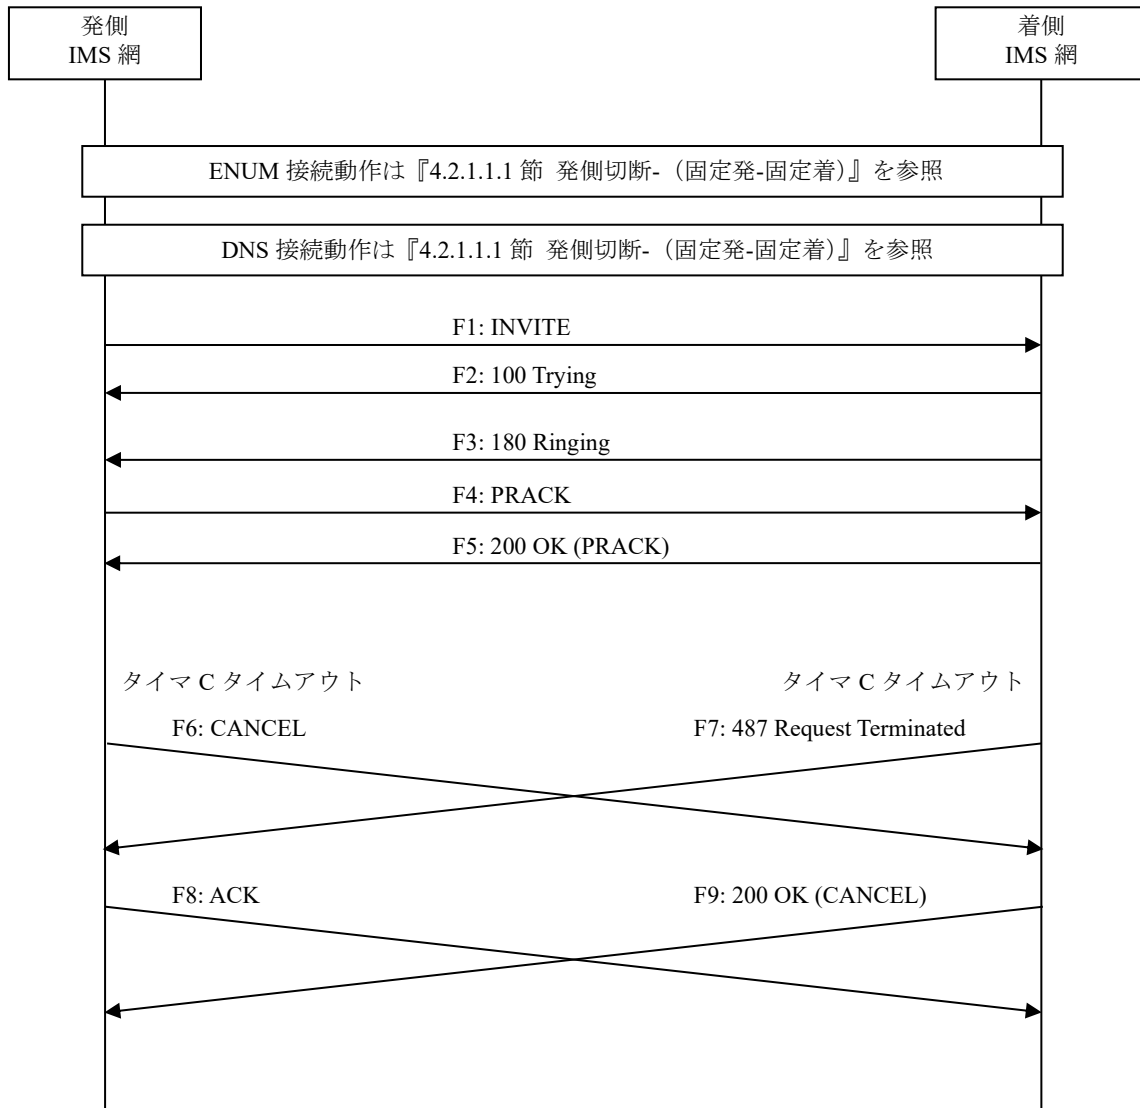 発側
IMS 網
着側
IMS 網
ENUM 接続動作は『4.2.1.1.1 節 発側切断-（固定発-固定着）』を参照
DNS 接続動作は『4.2.1.1.1 節 発側切断-（固定発-固定着）』を参照
F1: INVITE
F2: 100 Trying
F3: 180 Ringing
F4: PRACK
F5: 200 OK (PRACK)
タイマ C タイムアウト
タイマ C タイムアウト
F6: CANCEL
F7: 487 Request Terminated
F8: ACK
F9: 200 OK (CANCEL)